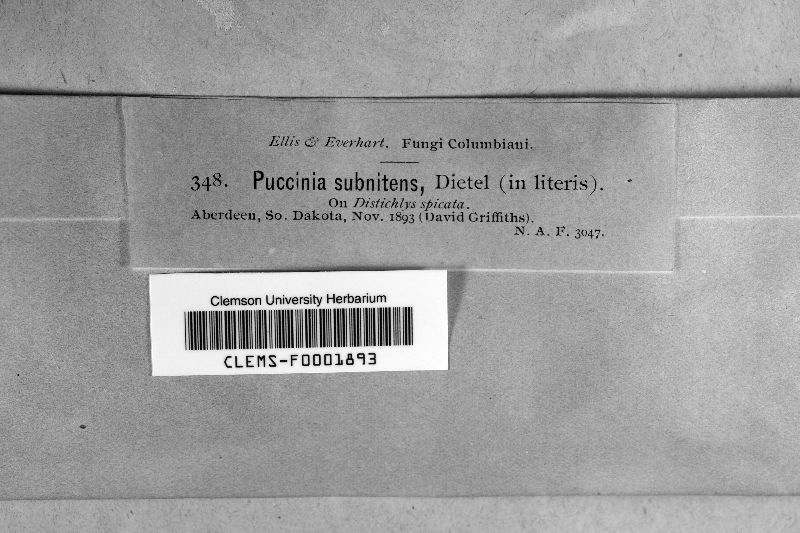 Ellis & Everhart. Fungi Columbiani.
348. Puccinia subnitens, Dietel (in literis).
On Distichlys spicata.
Aberdeen, So. Dakota, Nov. 1893 (David Griffiths).
N. A. F. 3047.
Clemson University Herbarium
CLEMS-F0001893